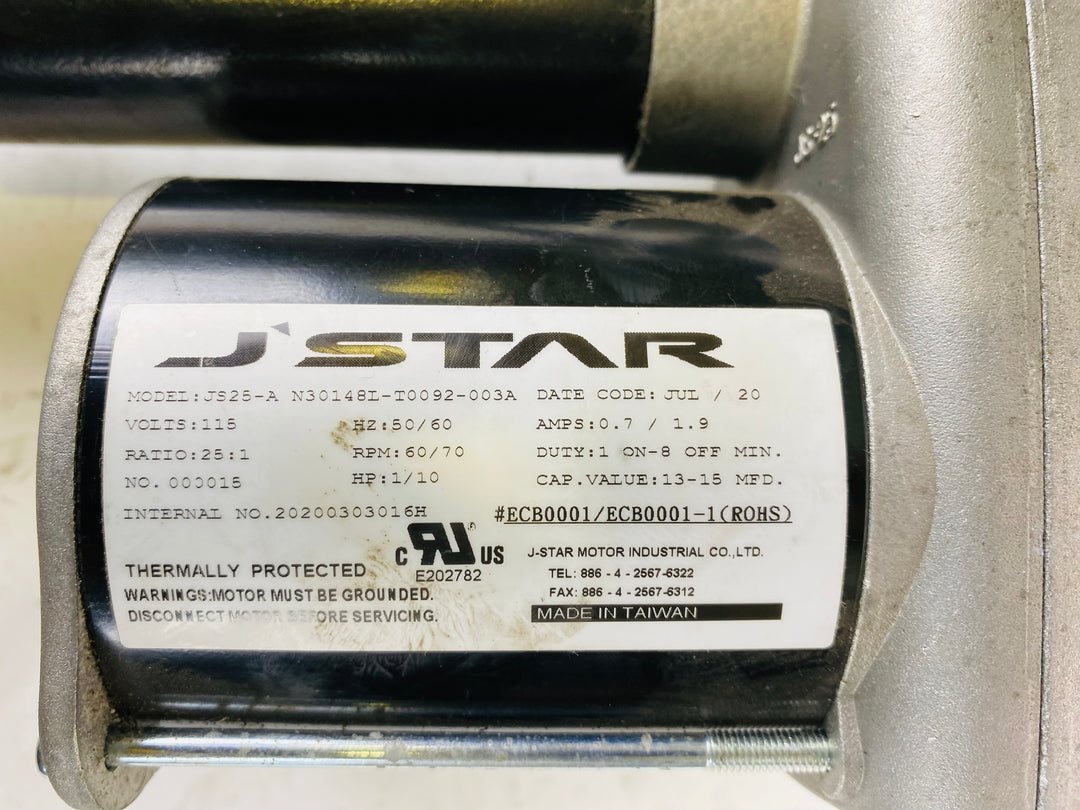 J'STAR
MODEL:JS25-A N30148L-T0092-003A DATE CODE:JUL / 20
VOLTS:115 HZ:50/60 AMPS:0.7 / 1.9
RATIO:25:1 RPM:60/70 DUTY:1 ON-8 OFF MIN.
NO. 000015 HP:1/10 CAP.VALUE:13-15 MFD.
INTERNAL NO.20200303016H #ECB0001/ECB0001-1(ROHS)
C RU® US
E202782
J-STAR MOTOR INDUSTRIAL CO.,LTD.
THERMALLY PROTECTED TEL: 886 - 4 - 2567-6322
WARNINGS:MOTOR MUST BE GROUNDED. FAX: 886 - 4 - 2567-6312
DISCONNECT MOTOR BEFORE SERVICING. MADE IN TAIWAN